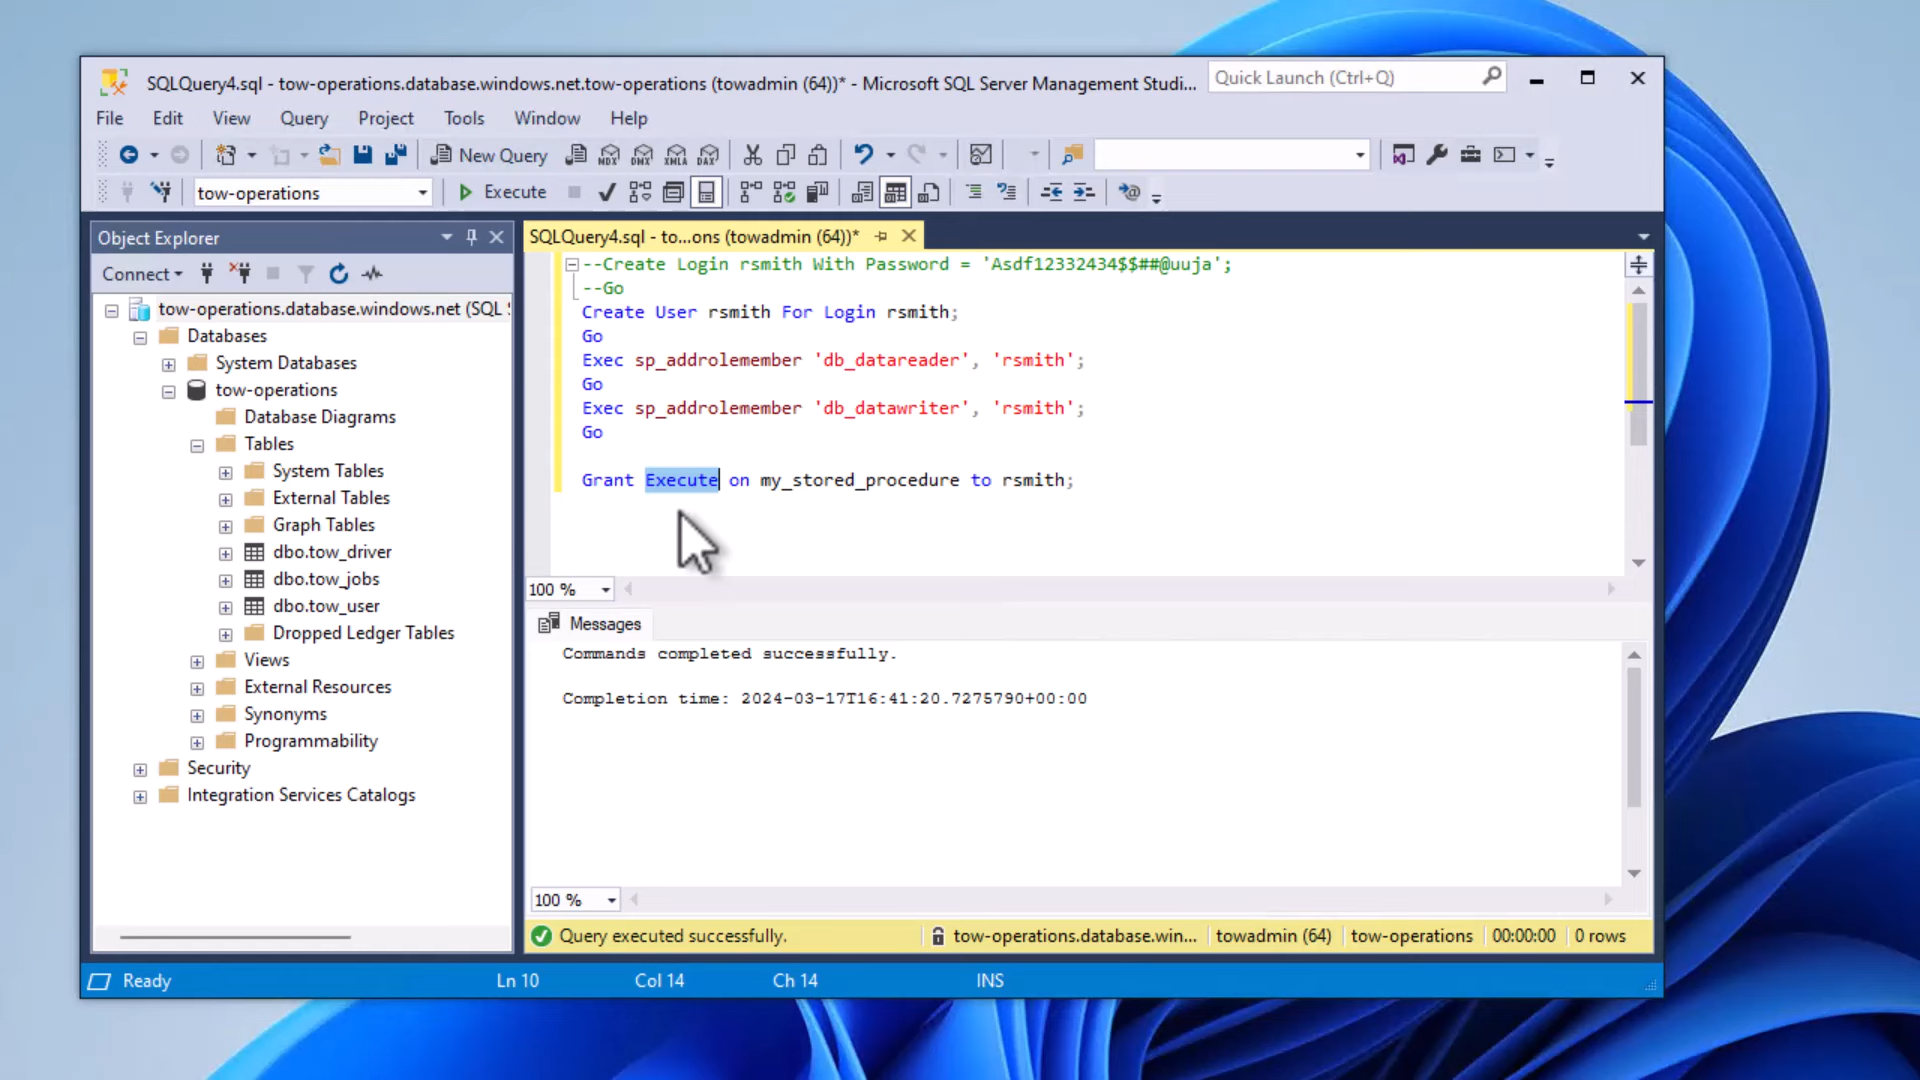 SQLQuery4.sql - tow-operations.database.windows.net.tow-operations (towadmin (64))* - Microsoft SQL Server Management Studi...
Quick Launch (Ctrl+Q)
File Edit View Query Project Tools Window Help
New Query MDX DMX XMLA DAX
tow-operations Execute
Object Explorer
Connect
tow-operations.database.windows.net (SQL S
Databases
System Databases
tow-operations
Database Diagrams
Tables
System Tables
External Tables
Graph Tables
dbo.tow_driver
dbo.tow_jobs
dbo.tow_user
Dropped Ledger Tables
Views
External Resources
Synonyms
Programmability
Security
Integration Services Catalogs
SQLQuery4.sql - to...ons (towadmin (64))*
--Create Login rsmith With Password = 'Asdf12332434$$##@uuja';
--Go
Create User rsmith For Login rsmith;
Go
Exec sp_addrolemember 'db_datareader', 'rsmith';
Go
Exec sp_addrolemember 'db_datawriter', 'rsmith';
Go
Grant Execute on my_stored_procedure to rsmith;
100 %
Messages
Commands completed successfully.
Completion time: 2024-03-17T16:41:20.7275790+00:00
100 %
Query executed successfully. tow-operations.database.win... towadmin (64) tow-operations 00:00:00 0 rows
Ready Ln 10 Col 14 Ch 14 INS